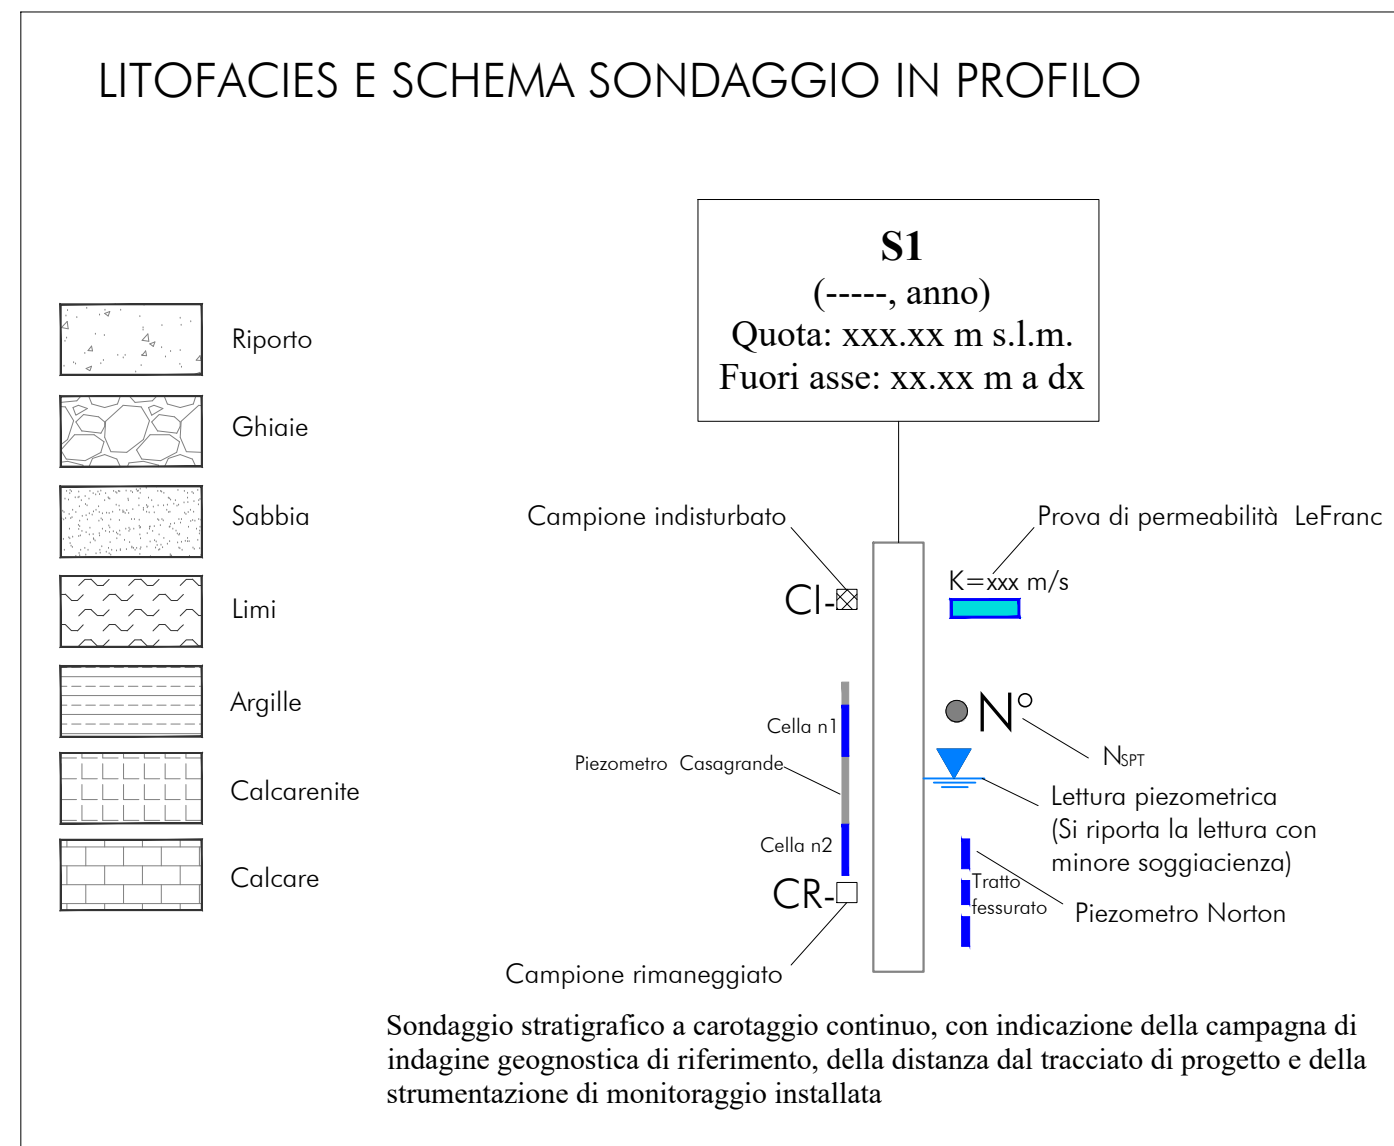 LITOFACIES E SCHEMA SONDAGGIO IN PROFILO
S1
(-----, anno)
Quota: xxx.xx m s.l.m.
Fuori asse: xx.xx m a dx
Riporto
Ghiaie
Sabbia
Limi
Argille
Calcarenite
Calcare
Campione indisturbato
Prova di permeabilità LeFranc
K=xxx m/s
CI-
N°
Cella n1
NSPT
Piezometro Casagrande
Lettura piezometrica
(Si riporta la lettura con
minore soggiacienza)
Cella n2
CR-
Tratto
fessurato
Piezometro Norton
Campione rimaneggiato
Sondaggio stratigrafico a carotaggio continuo, con indicazione della campagna di
indagine geognostica di riferimento, della distanza dal tracciato di progetto e della
strumentazione di monitoraggio installata